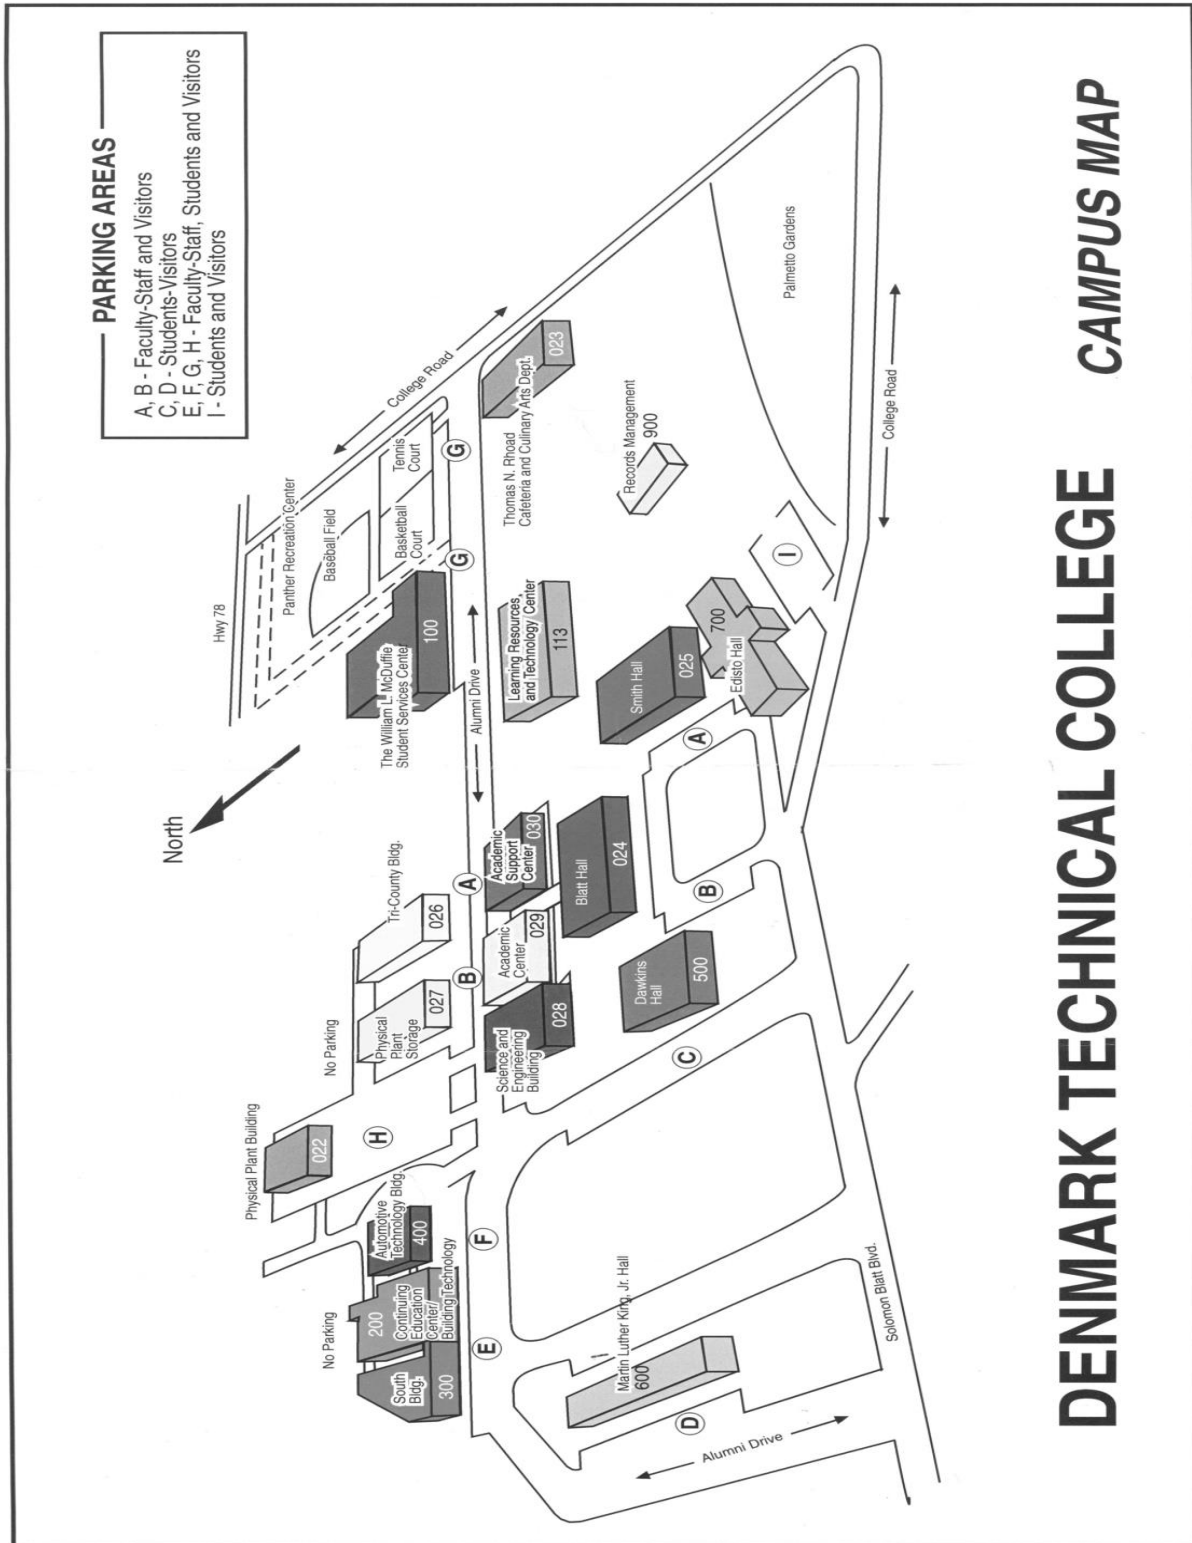 PARKING AREAS
A, B - Faculty-Staff and Visitors
C, D - Students-Visitors
E, F, G, H - Faculty-Staff, Students and Visitors
I - Students and Visitors
Hwy 78
North
College Road
Panther Recreation Center
Baseball Field
Tennis
Court
Basketball
Court
G
G
The William L. McDuffie
Student Services Center
100
Alumni Drive
Thomas N. Rhoad
Cafeteria and Culinary Arts Dept.
023
Records Management
900
Palmetto Gardens
College Road
I
Learning Resources,
and Technology Center
113
Smith Hall
025
700
Edisto Hall
A
B
Tri-County Bldg.
026
A
Academic
Support
Center
030
Blatt Hall
024
Academic
Center
029
B
No Parking
Physical
Plant
Storage
027
Science and
Engineering
Building
028
Dawkins
Hall
500
C
Physical Plant Building
022
H
Automotive
Technology Bldg.
400
F
No Parking
200
Continuing
Education
Center/
Building Technology
South
Bldg.
300
E
Martin Luther King, Jr. Hall
600
D
Alumni Drive
Solomon Blatt Blvd.
DENMARK TECHNICAL COLLEGE
CAMPUS MAP